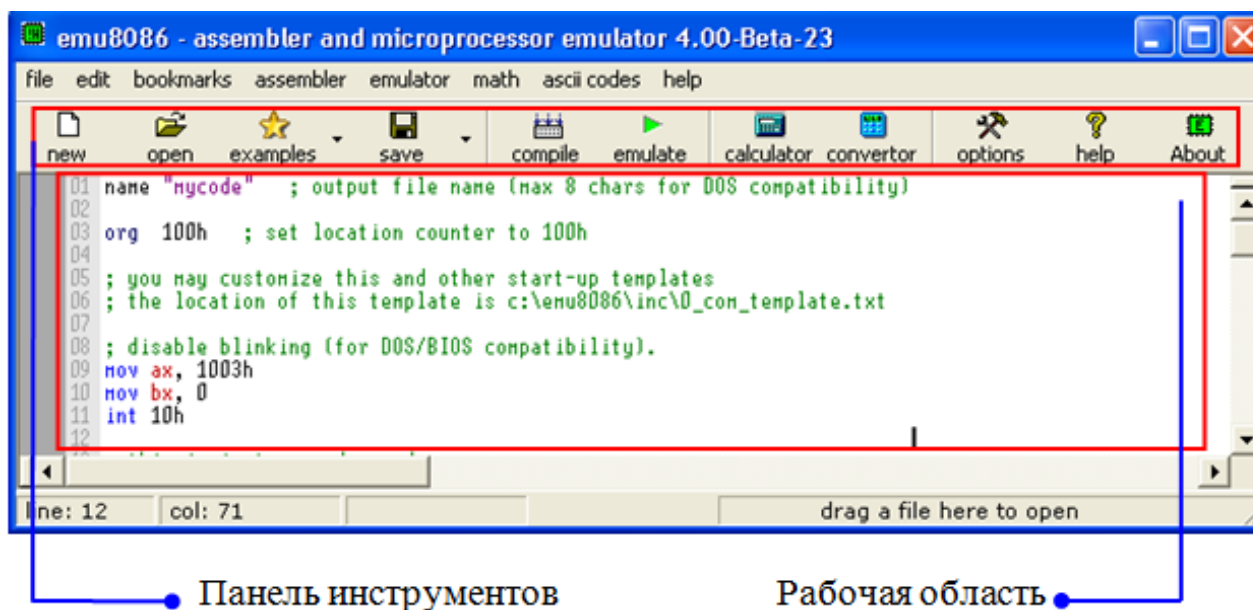 emu8086 - assembler and microprocessor emulator 4.00-Beta-23
file edit bookmarks assembler emulator math ascii codes help
new open examples save compile emulate calculator convertor options help About
01 name "mycode" ; output file name (max 8 chars for DOS compatibility)
02
03 org 100h ; set location counter to 100h
04
05 ; you may customize this and other start-up templates
06 ; the location of this template is c:\emu8086\inc\0_com_template.txt
07
08 ; disable blinking (for DOS/BIOS compatibility).
09 mov ax, 1003h
10 mov bx, 0
11 int 10h
12
line: 12 col: 71 drag a file here to open
Панель инструментов Рабочая область